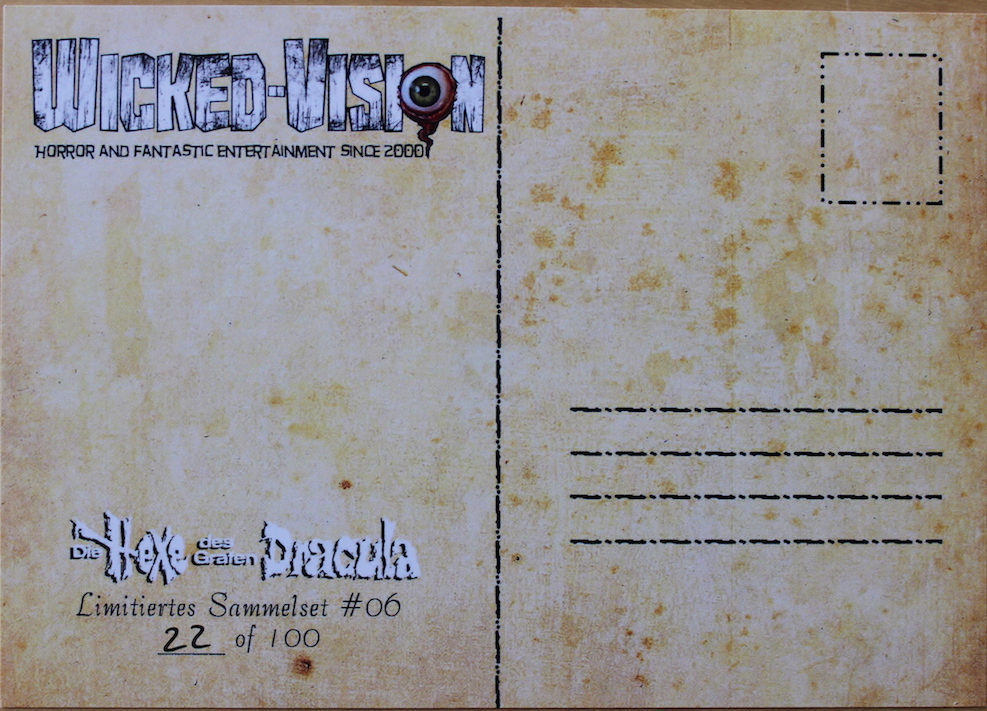 WICKED-VISION
HORROR AND FANTASTIC ENTERTAINMENT SINCE 2000
Die Hexe des Grafen Dracula
Limitiertes Sammelset #06
22 of 100